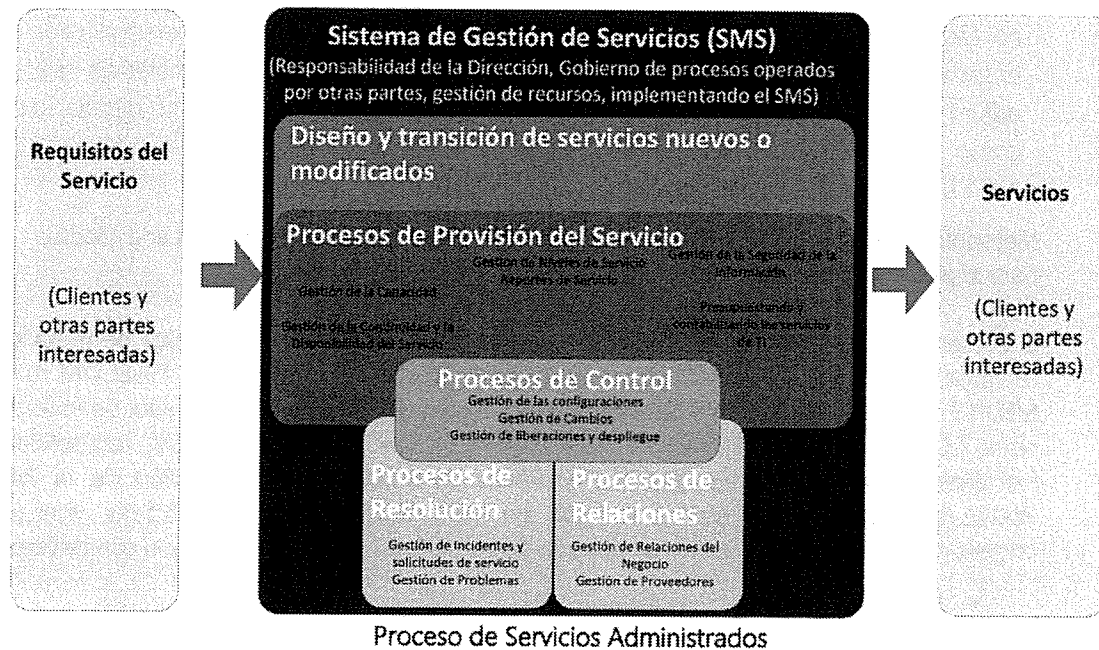 Requisitos del
Servicio
(Clientes y
otras partes
interesadas)
Sistema de Gestión de Servicios (SMS)
(Responsabilidad de la Dirección, Gobierno de procesos operados
por otras partes, gestión de recursos, implementando el SMS)
Diseño y transición de servicios nuevos o
modificados
Procesos de Provisión del Servicio
Gestión de la Capacidad
Gestión de la Continuidad y la
Disponibilidad del Servicio
Gestión de Niveles de Servicio
Reportes de Servicio
Gestión de la Seguridad de la
Información
Presupuestando y
contabilizando los servicios
de TI
Procesos de Control
Gestión de las configuraciones
Gestión de Cambios
Gestión de liberaciones y despliegue
Procesos de
Resolución
Gestión de Incidentes y
solicitudes de servicio
Gestión de Problemas
Procesos de
Relaciones
Gestión de Relaciones del
Negocio
Gestión de Proveedores
Servicios
(Clientes y
otras partes
interesadas)
Proceso de Servicios Administrados